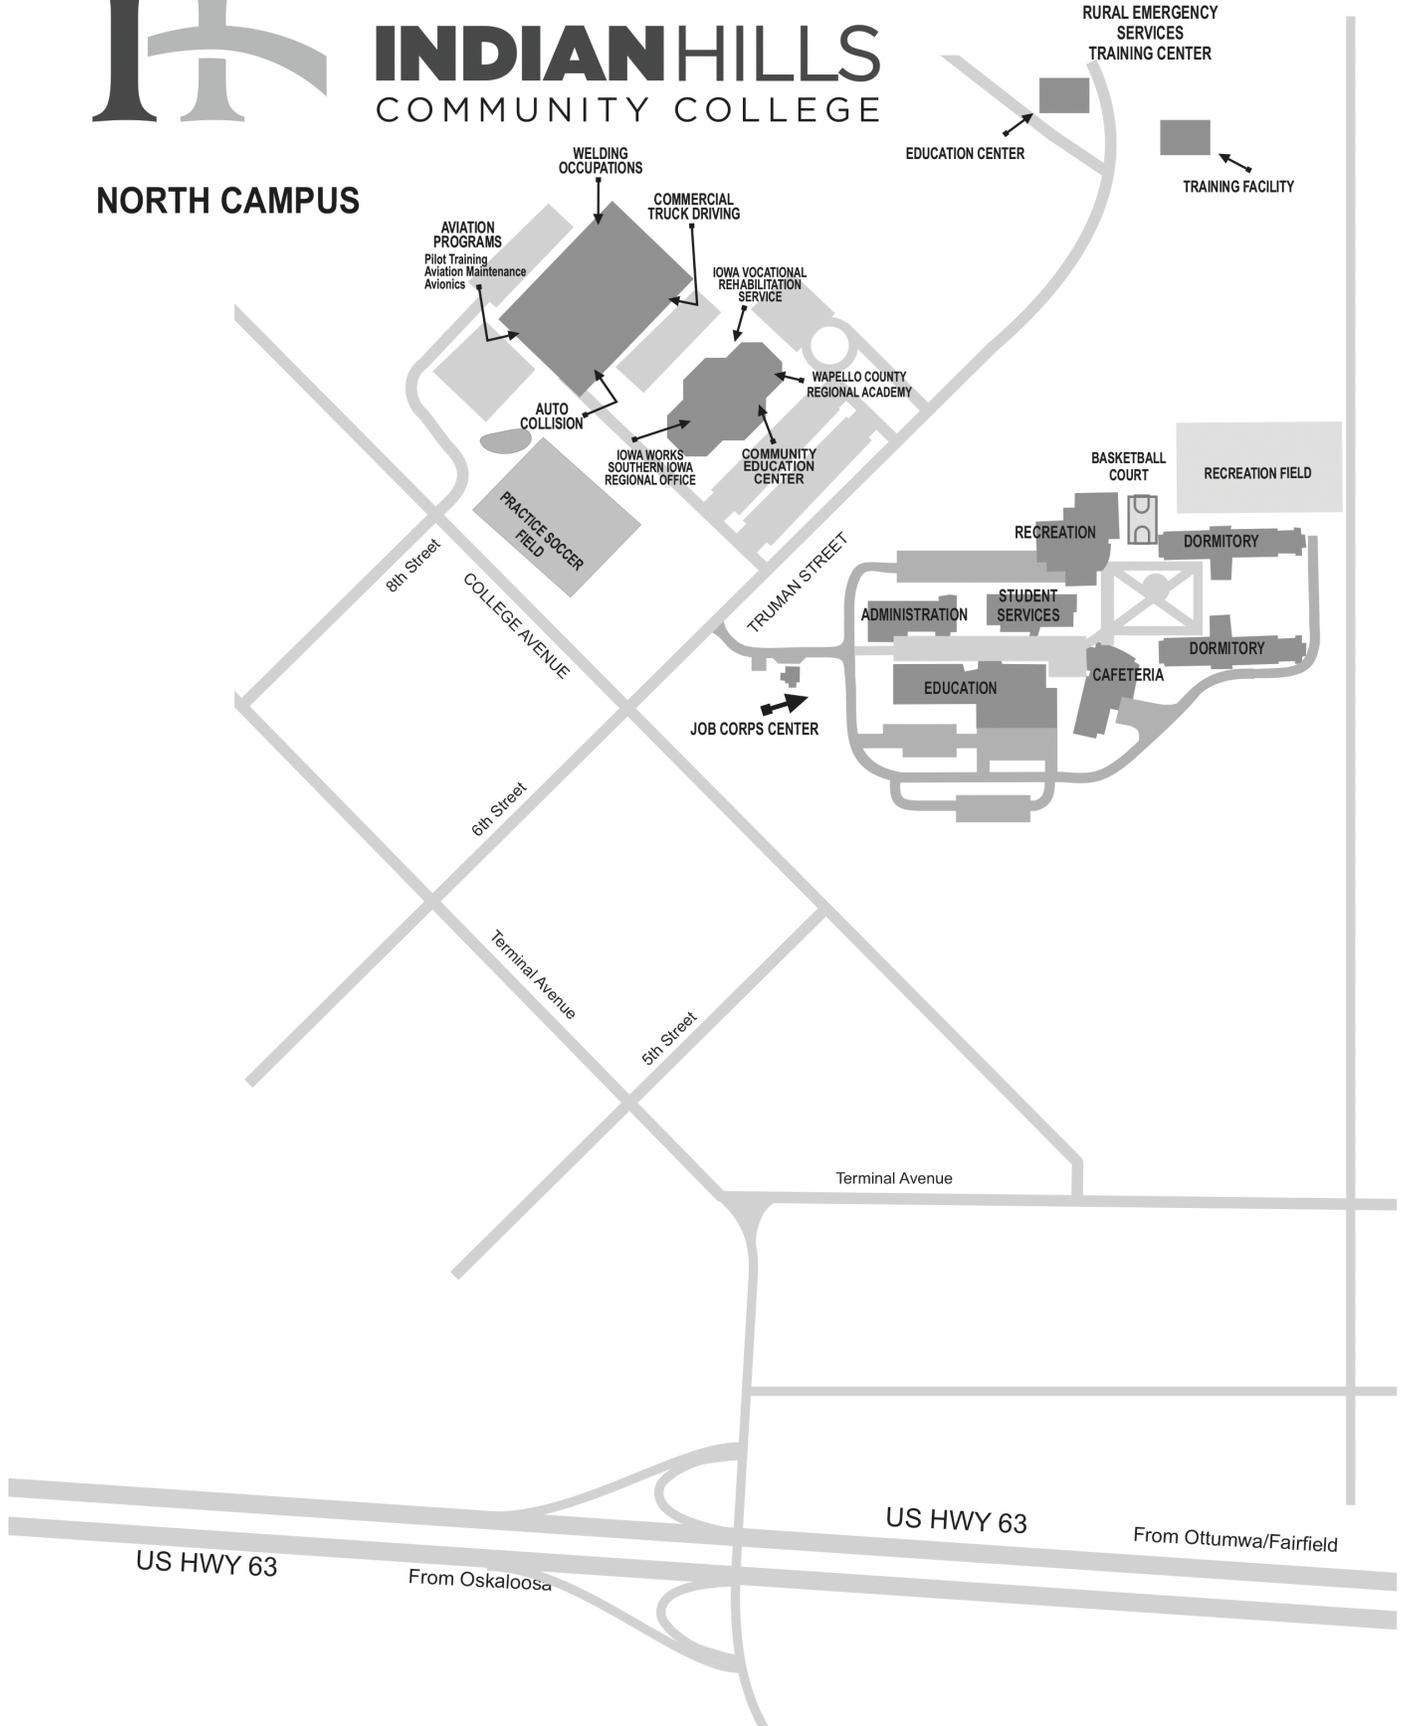 INDIAN HILLS
COMMUNITY COLLEGE
NORTH CAMPUS
RURAL EMERGENCY
SERVICES
TRAINING CENTER
EDUCATION CENTER
TRAINING FACILITY
WELDING
OCCUPATIONS
COMMERCIAL
TRUCK DRIVING
AVIATION
PROGRAMS
Pilot Training
Aviation Maintenance
Avionics
IOWA VOCATIONAL
REHABILITATION
SERVICE
WAPELLO COUNTY
REGIONAL ACADEMY
AUTO
COLLISION
IOWA WORKS
SOUTHERN IOWA
REGIONAL OFFICE
COMMUNITY
EDUCATION
CENTER
PRACTICE SOCCER
FIELD
BASKETBALL
COURT
RECREATION FIELD
RECREATION
DORMITORY
8th Street
COLLEGE AVENUE
TRUMAN STREET
ADMINISTRATION
STUDENT
SERVICES
DORMITORY
CAFETERIA
EDUCATION
JOB CORPS CENTER
6th Street
Terminal Avenue
5th Street
Terminal Avenue
US HWY 63
From Ottumwa/Fairfield
US HWY 63
From Oskaloosa